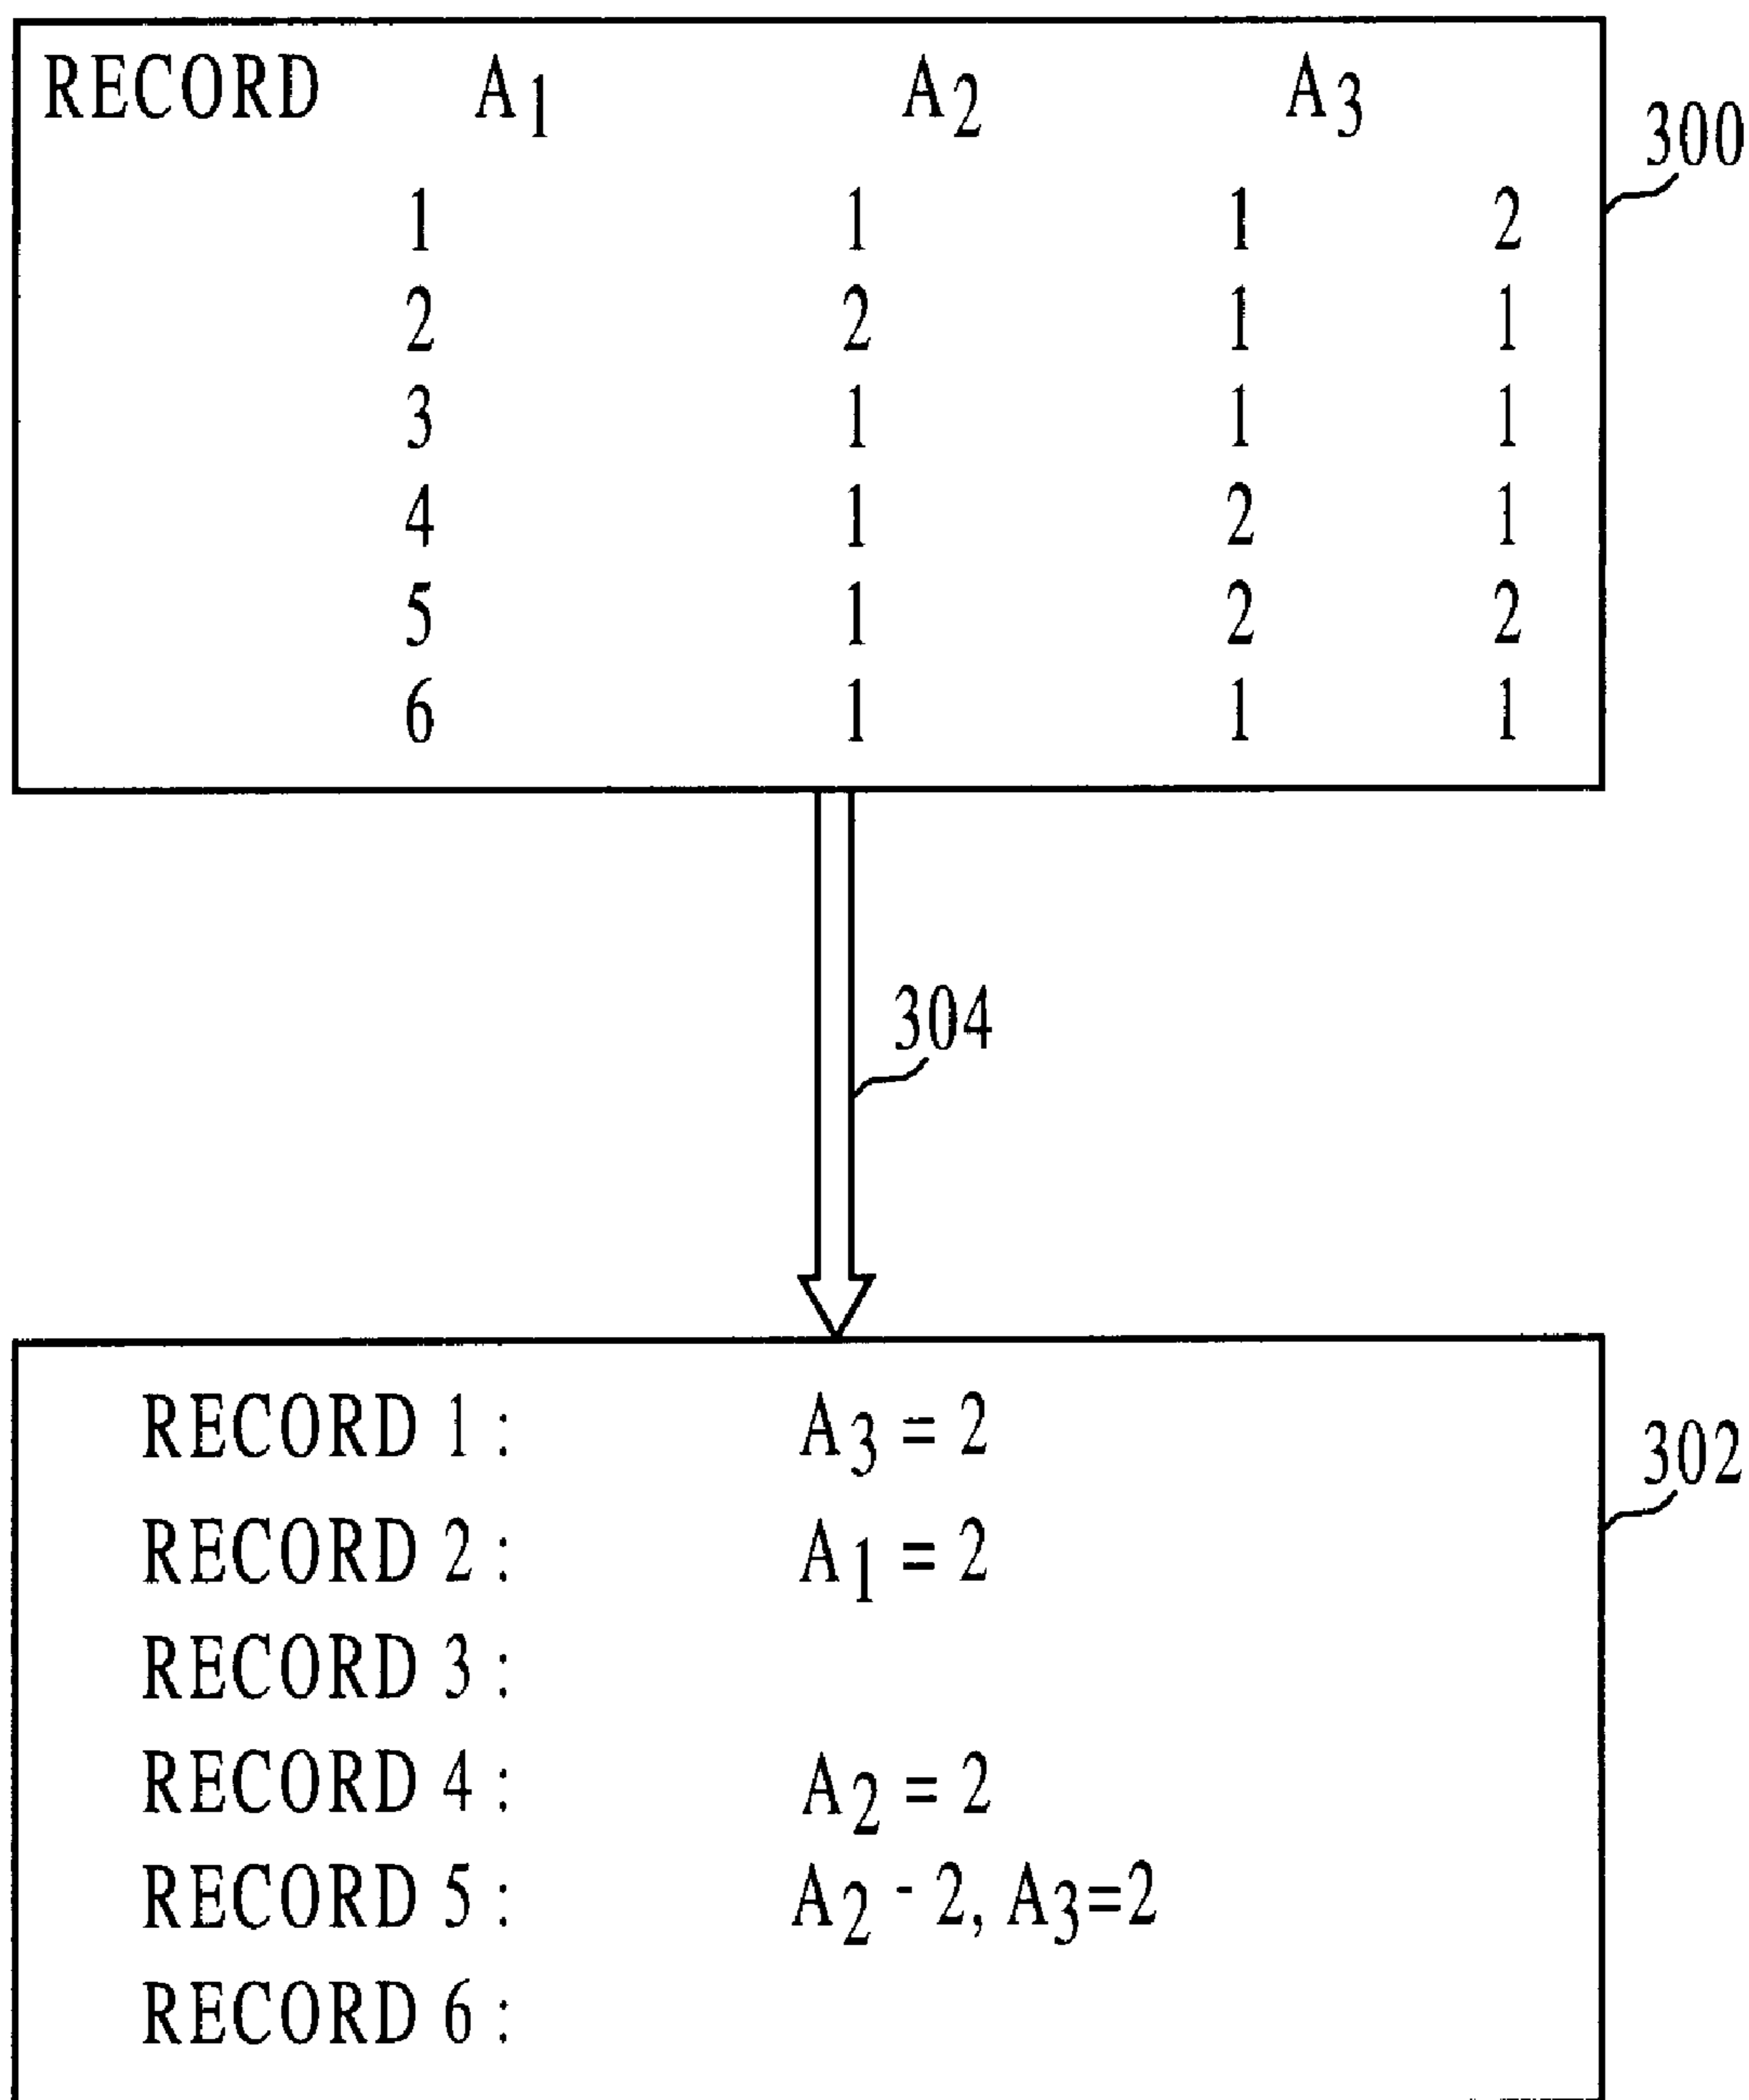 RECORD A1 A2 A3
300
1 1 1 2
2 2 1 1
3 1 1 1
4 1 2 1
5 1 2 2
6 1 1 1
304
RECORD 1 : A3 = 2
302
RECORD 2 : A1 = 2
RECORD 3 :
RECORD 4 : A2 = 2
RECORD 5 : A2 - 2, A3=2
RECORD 6 :